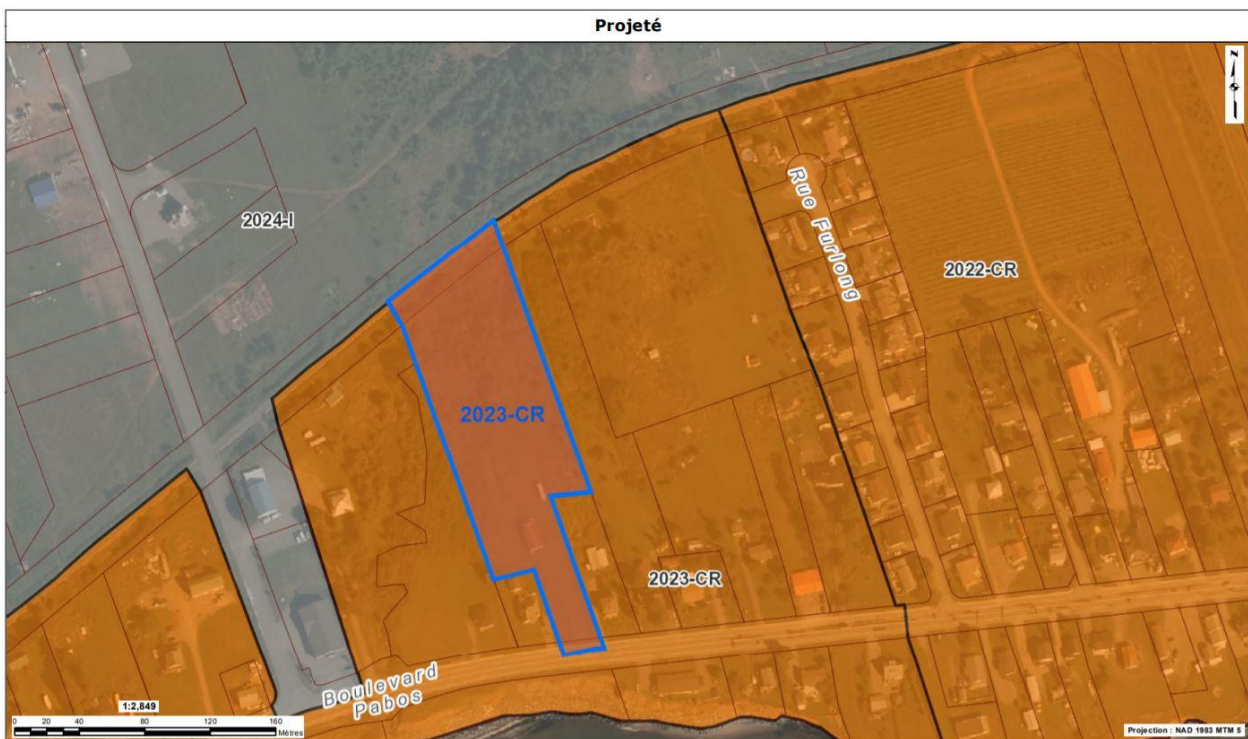 Projeté
N
2024-I
Rue Furlong
2022-CR
2023-CR
2023-CR
Boulevard
Pabos
1:2,849
0 20 40 80 120 160
Mètres
Projection : NAD 1983 MTM 5